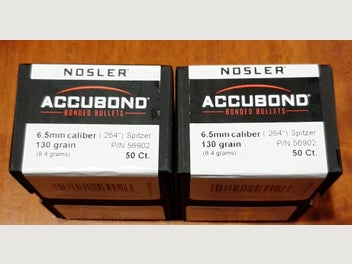 NOSLER®
ACCUBOND®
BONDED BULLETS
6.5mm caliber (.264") Spitzer
130 grain P/N 56902
(8.4 grams) 50 Ct.
NOSLER®
ACCUBOND®
BONDED BULLETS
6.5mm caliber (.264") Spitzer
130 grain P/N 56902
(8.4 grams) 50 Ct.